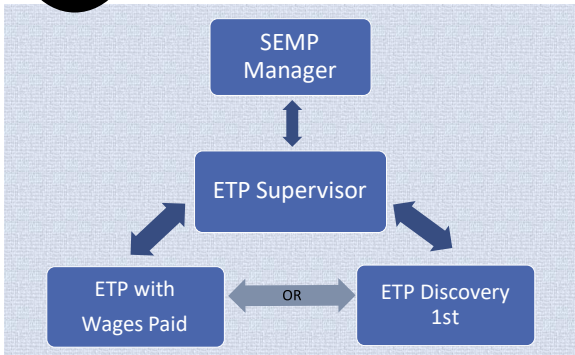 SEMP
Manager
ETP Supervisor
ETP with
Wages Paid
OR
ETP Discovery
1st